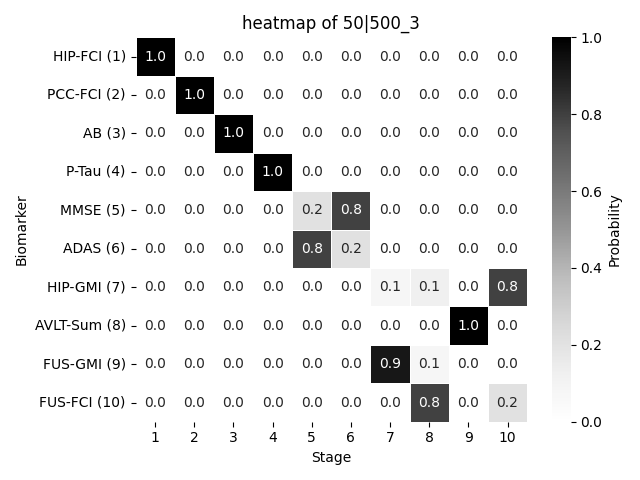 heatmap of 50|500_3
HIP-FCI (1) 1.0 0.0 0.0 0.0 0.0 0.0 0.0 0.0 0.0 0.0
PCC-FCI (2) 0.0 1.0 0.0 0.0 0.0 0.0 0.0 0.0 0.0 0.0
AB (3) 0.0 0.0 1.0 0.0 0.0 0.0 0.0 0.0 0.0 0.0
P-Tau (4) 0.0 0.0 0.0 1.0 0.0 0.0 0.0 0.0 0.0 0.0
MMSE (5) 0.0 0.0 0.0 0.0 0.2 0.8 0.0 0.0 0.0 0.0
ADAS (6) 0.0 0.0 0.0 0.0 0.8 0.2 0.0 0.0 0.0 0.0
HIP-GMI (7) 0.0 0.0 0.0 0.0 0.0 0.0 0.1 0.1 0.0 0.8
AVLT-Sum (8) 0.0 0.0 0.0 0.0 0.0 0.0 0.0 0.0 1.0 0.0
FUS-GMI (9) 0.0 0.0 0.0 0.0 0.0 0.0 0.9 0.1 0.0 0.0
FUS-FCI (10) 0.0 0.0 0.0 0.0 0.0 0.0 0.0 0.8 0.0 0.2
1 2 3 4 5 6 7 8 9 10
Stage
Biomarker
1.0
0.8
0.6
0.4
0.2
0.0
Probability